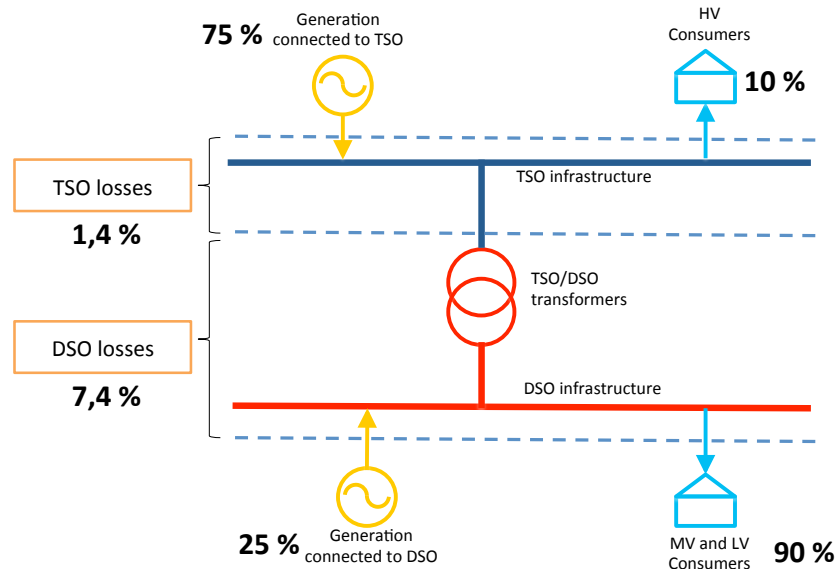 75 %
Generation
connected to TSO
HV
Consumers
10 %
TSO losses
1,4 %
TSO infrastructure
TSO/DSO
transformers
DSO losses
7,4 %
DSO infrastructure
25 %
Generation
connected to DSO
MV and LV
Consumers
90 %